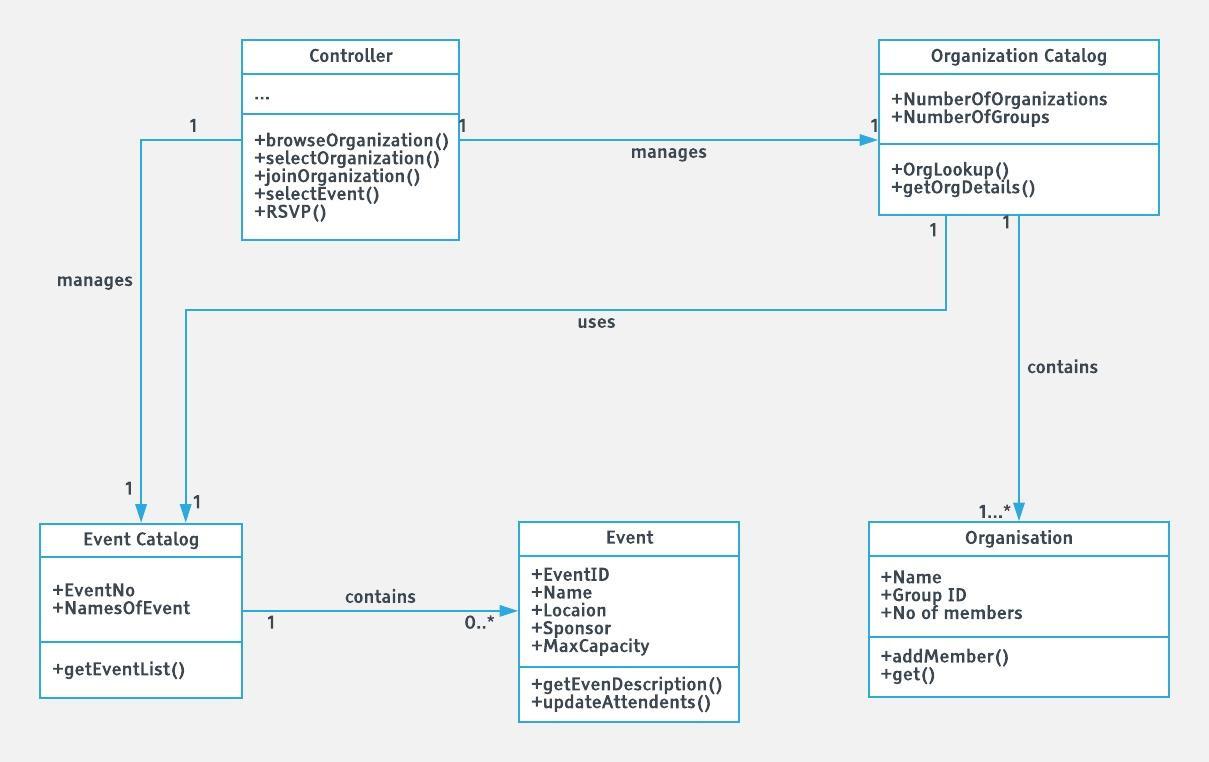 Controller
...
+browseOrganization()
+selectOrganization()
+joinOrganization()
+selectEvent()
+RSVP()
1
1
manages
1
Organization Catalog
+NumberOfOrganizations
+NumberOfGroups
+OrgLookup()
+getOrgDetails()
1
1
manages
uses
contains
1
1
1...*
Event Catalog
+EventNo
+NamesOfEvent
+getEventList()
contains
1
0..*
Event
+EventID
+Name
+Locaion
+Sponsor
+MaxCapacity
+getEvenDescription()
+updateAttendents()
Organisation
+Name
+Group ID
+No of members
+addMember()
+get()